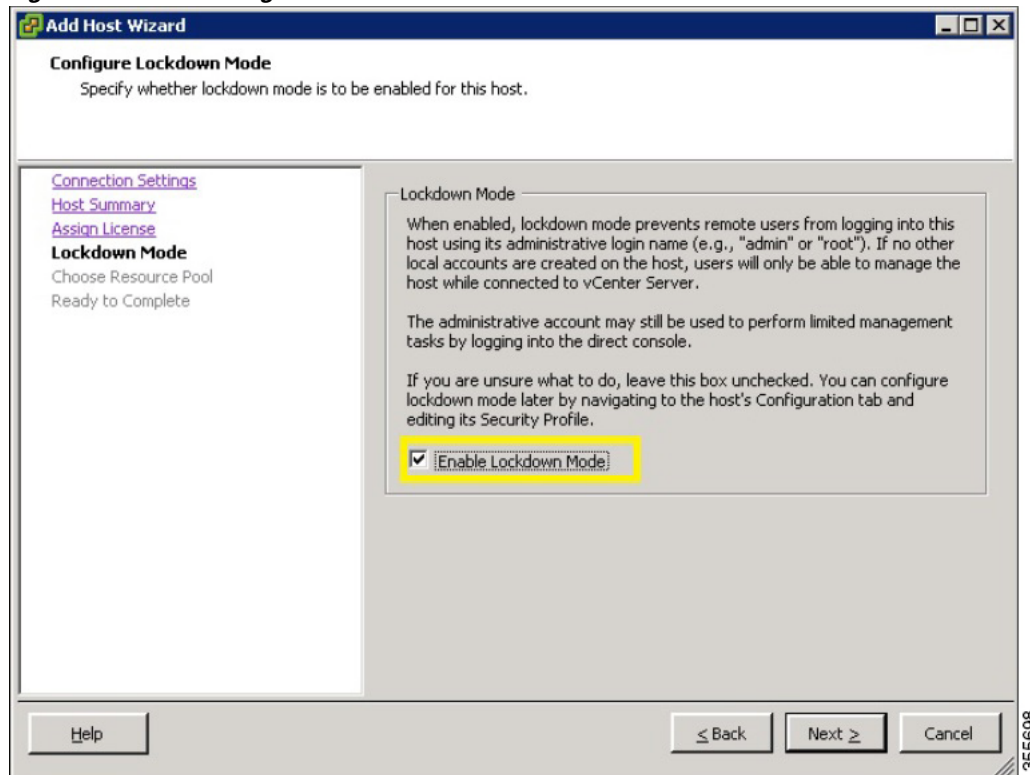 Add Host Wizard
Configure Lockdown Mode
Specify whether lockdown mode is to be enabled for this host.
Connection Settings
Host Summary
Assign License
Lockdown Mode
Choose Resource Pool
Ready to Complete
Lockdown Mode
When enabled, lockdown mode prevents remote users from logging into this
host using its administrative login name (e.g., "admin" or "root"). If no other
local accounts are created on the host, users will only be able to manage the
host while connected to vCenter Server.
The administrative account may still be used to perform limited management
tasks by logging into the direct console.
If you are unsure what to do, leave this box unchecked. You can configure
lockdown mode later by navigating to the host's Configuration tab and
editing its Security Profile.
Enable Lockdown Mode
Help
≤ Back
Next ≥
Cancel
355698